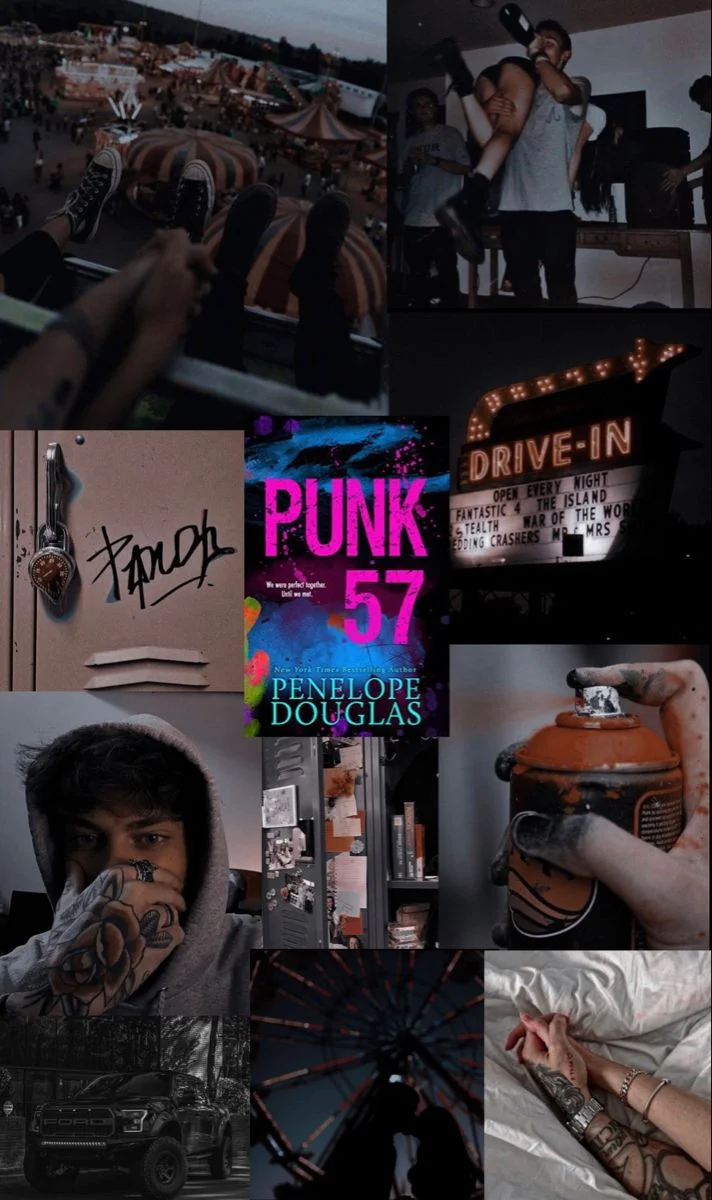 DRIVE-IN
OPEN EVERY NIGHT
FANTASTIC 4 THE ISLAND
STEALTH WAR OF THE
EDDING CRASHERS MR MRS
PUNK
We were perfect together.
Until we met.
57
New York Times Bestselling Author
PENELOPE
DOUGLAS
FORD